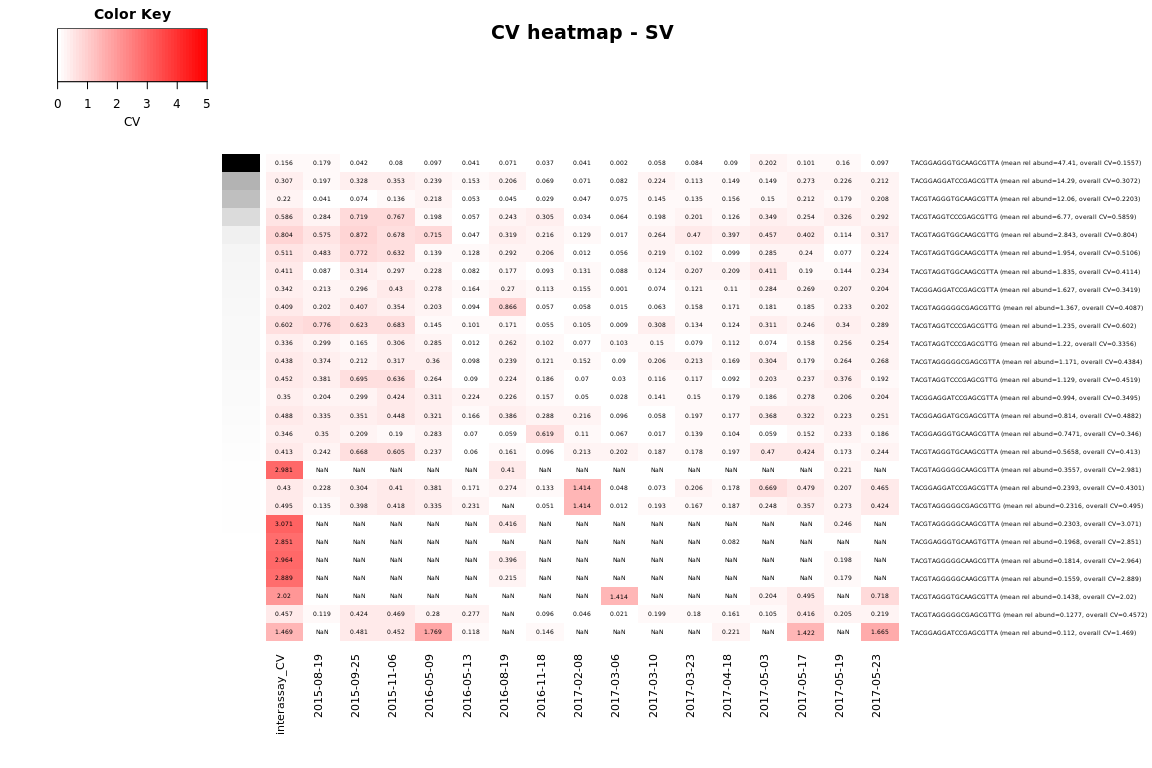 Color Key
CV heatmap - SV
0 1 2 3 4 5
CV
0.156 0.179 0.042 0.08 0.097 0.041 0.071 0.037 0.041 0.002 0.058 0.084 0.09 0.202 0.101 0.16 0.097 TACGGAGGGTGCAAGCGTTA (mean rel abund=47.41, overall CV=0.1557)
0.307 0.197 0.328 0.353 0.239 0.153 0.206 0.069 0.071 0.082 0.224 0.113 0.149 0.149 0.273 0.226 0.212 TACGGAGGATCCGAGCGTTA (mean rel abund=14.29, overall CV=0.3072)
0.22 0.041 0.074 0.136 0.218 0.053 0.045 0.029 0.047 0.075 0.145 0.135 0.156 0.15 0.212 0.179 0.208 TACGTAGGGTGCAAGCGTTA (mean rel abund=12.06, overall CV=0.2203)
0.586 0.284 0.719 0.767 0.198 0.057 0.243 0.305 0.034 0.064 0.198 0.201 0.126 0.349 0.254 0.326 0.292 TACGTAGGTCCCGAGCGTTG (mean rel abund=6.77, overall CV=0.5859)
0.804 0.575 0.872 0.678 0.715 0.047 0.319 0.216 0.129 0.017 0.264 0.47 0.397 0.457 0.402 0.114 0.317 TACGTAGGTGGCAAGCGTTA (mean rel abund=2.843, overall CV=0.804)
0.511 0.483 0.772 0.632 0.139 0.128 0.292 0.206 0.012 0.056 0.219 0.102 0.099 0.285 0.24 0.077 0.224 TACGTAGGTGGCAAGCGTTG (mean rel abund=1.954, overall CV=0.5106)
0.411 0.087 0.314 0.297 0.228 0.082 0.177 0.093 0.131 0.088 0.124 0.207 0.209 0.411 0.19 0.144 0.234 TACGTAGGTGGCAAGCGTTA (mean rel abund=1.835, overall CV=0.4114)
0.342 0.213 0.296 0.43 0.278 0.164 0.27 0.113 0.155 0.001 0.074 0.121 0.11 0.284 0.269 0.207 0.204 TACGGAGGATCCGAGCGTTA (mean rel abund=1.627, overall CV=0.3419)
0.409 0.202 0.407 0.354 0.203 0.094 0.866 0.057 0.058 0.015 0.063 0.158 0.171 0.181 0.185 0.233 0.202 TACGTAGGGGGCGAGCGTTG (mean rel abund=1.367, overall CV=0.4087)
0.602 0.776 0.623 0.683 0.145 0.101 0.171 0.055 0.105 0.009 0.308 0.134 0.124 0.311 0.246 0.34 0.289 TACGTAGGTCCCGAGCGTTG (mean rel abund=1.235, overall CV=0.602)
0.336 0.299 0.165 0.306 0.285 0.012 0.262 0.102 0.077 0.103 0.15 0.079 0.112 0.074 0.158 0.256 0.254 TACGTAGGTCCCGAGCGTTG (mean rel abund=1.22, overall CV=0.3356)
0.438 0.374 0.212 0.317 0.36 0.098 0.239 0.121 0.152 0.09 0.206 0.213 0.169 0.304 0.179 0.264 0.268 TACGTAGGGGGCGAGCGTTA (mean rel abund=1.171, overall CV=0.4384)
0.452 0.381 0.695 0.636 0.264 0.09 0.224 0.186 0.07 0.03 0.116 0.117 0.092 0.203 0.237 0.376 0.192 TACGTAGGTCCCGAGCGTTG (mean rel abund=1.129, overall CV=0.4519)
0.35 0.204 0.299 0.424 0.311 0.224 0.226 0.157 0.05 0.028 0.141 0.15 0.179 0.186 0.278 0.206 0.204 TACGGAGGATCCGAGCGTTA (mean rel abund=0.994, overall CV=0.3495)
0.488 0.335 0.351 0.448 0.321 0.166 0.386 0.288 0.216 0.096 0.058 0.197 0.177 0.368 0.322 0.223 0.251 TACGGAGGATGCGAGCGTTA (mean rel abund=0.814, overall CV=0.4882)
0.346 0.35 0.209 0.19 0.283 0.07 0.059 0.619 0.11 0.067 0.017 0.139 0.104 0.059 0.152 0.233 0.186 TACGGAGGGTGCAAGCGTTA (mean rel abund=0.7471, overall CV=0.346)
0.413 0.242 0.668 0.605 0.237 0.06 0.161 0.096 0.213 0.202 0.187 0.178 0.197 0.47 0.424 0.173 0.244 TACGTAGGTGGCAAGCGTTA (mean rel abund=0.5658, overall CV=0.413)
2.981 NaN NaN NaN NaN NaN 0.41 NaN NaN NaN NaN NaN NaN NaN NaN 0.221 NaN TACGTAGGGGGCAAGCGTTA (mean rel abund=0.3557, overall CV=2.981)
0.43 0.228 0.304 0.41 0.381 0.171 0.274 0.133 1.414 0.048 0.073 0.206 0.178 0.669 0.479 0.207 0.465 TACGGAGGATCCGAGCGTTA (mean rel abund=0.2393, overall CV=0.4301)
0.495 0.135 0.398 0.418 0.335 0.231 NaN 0.051 1.414 0.012 0.193 0.167 0.187 0.248 0.357 0.273 0.424 TACGTAGGGGGCGAGCGTTG (mean rel abund=0.2316, overall CV=0.495)
3.071 NaN NaN NaN NaN NaN 0.416 NaN NaN NaN NaN NaN NaN NaN NaN 0.246 NaN TACGTAGGGGGCAAGCGTTA (mean rel abund=0.2303, overall CV=3.071)
2.851 NaN NaN NaN NaN NaN NaN NaN NaN NaN NaN NaN 0.082 NaN NaN NaN NaN TACGTAGGGTGCAAGTGTTA (mean rel abund=0.1968, overall CV=2.851)
2.964 NaN NaN NaN NaN NaN 0.396 NaN NaN NaN NaN NaN NaN NaN NaN 0.198 NaN TACGTAGGGGGCAAGCGTTA (mean rel abund=0.1814, overall CV=2.964)
2.889 NaN NaN NaN NaN NaN 0.215 NaN NaN NaN NaN NaN NaN NaN NaN 0.179 NaN TACGTAGGGGGCAAGCGTTA (mean rel abund=0.1559, overall CV=2.889)
2.02 NaN NaN NaN NaN NaN NaN NaN NaN 1.414 NaN NaN NaN 0.204 0.495 NaN 0.718 TACGTAGGGTGCAAGCGTTA (mean rel abund=0.1438, overall CV=2.02)
0.457 0.119 0.424 0.469 0.28 0.277 NaN 0.096 0.046 0.021 0.199 0.18 0.161 0.105 0.416 0.205 0.219 TACGTAGGGGGCGAGCGTTG (mean rel abund=0.1277, overall CV=0.4572)
1.469 NaN 0.481 0.452 1.769 0.118 NaN 0.146 NaN NaN NaN NaN 0.221 NaN 1.422 NaN 1.665 TACGGAGGATCCGAGCGTTA (mean rel abund=0.112, overall CV=1.469)
interassay_CV 2015-08-19 2015-09-25 2015-11-06 2016-05-09 2016-05-13 2016-08-19 2016-11-18 2017-02-08 2017-03-06 2017-03-10 2017-03-23 2017-04-18 2017-05-03 2017-05-17 2017-05-19 2017-05-23